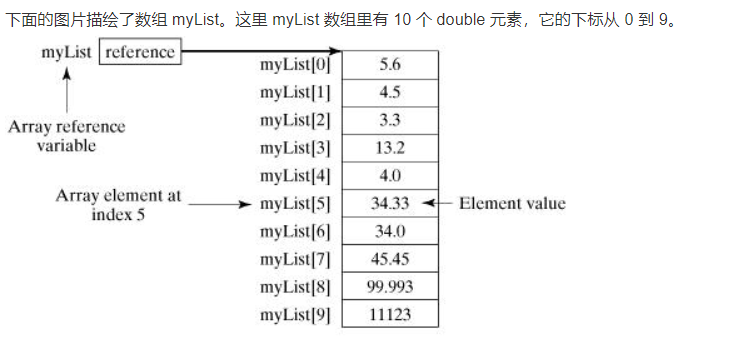 下面的图片描绘了数组 myList。这里 myList 数组里有 10 个 double 元素，它的下标从 0 到 9。
myList reference
myList[0] 5.6
myList[1] 4.5
Array reference
variable
myList[2] 3.3
myList[3] 13.2
myList[4] 4.0
Array element at
index 5
myList[5] 34.33 Element value
myList[6] 34.0
myList[7] 45.45
myList[8] 99.993
myList[9] 11123